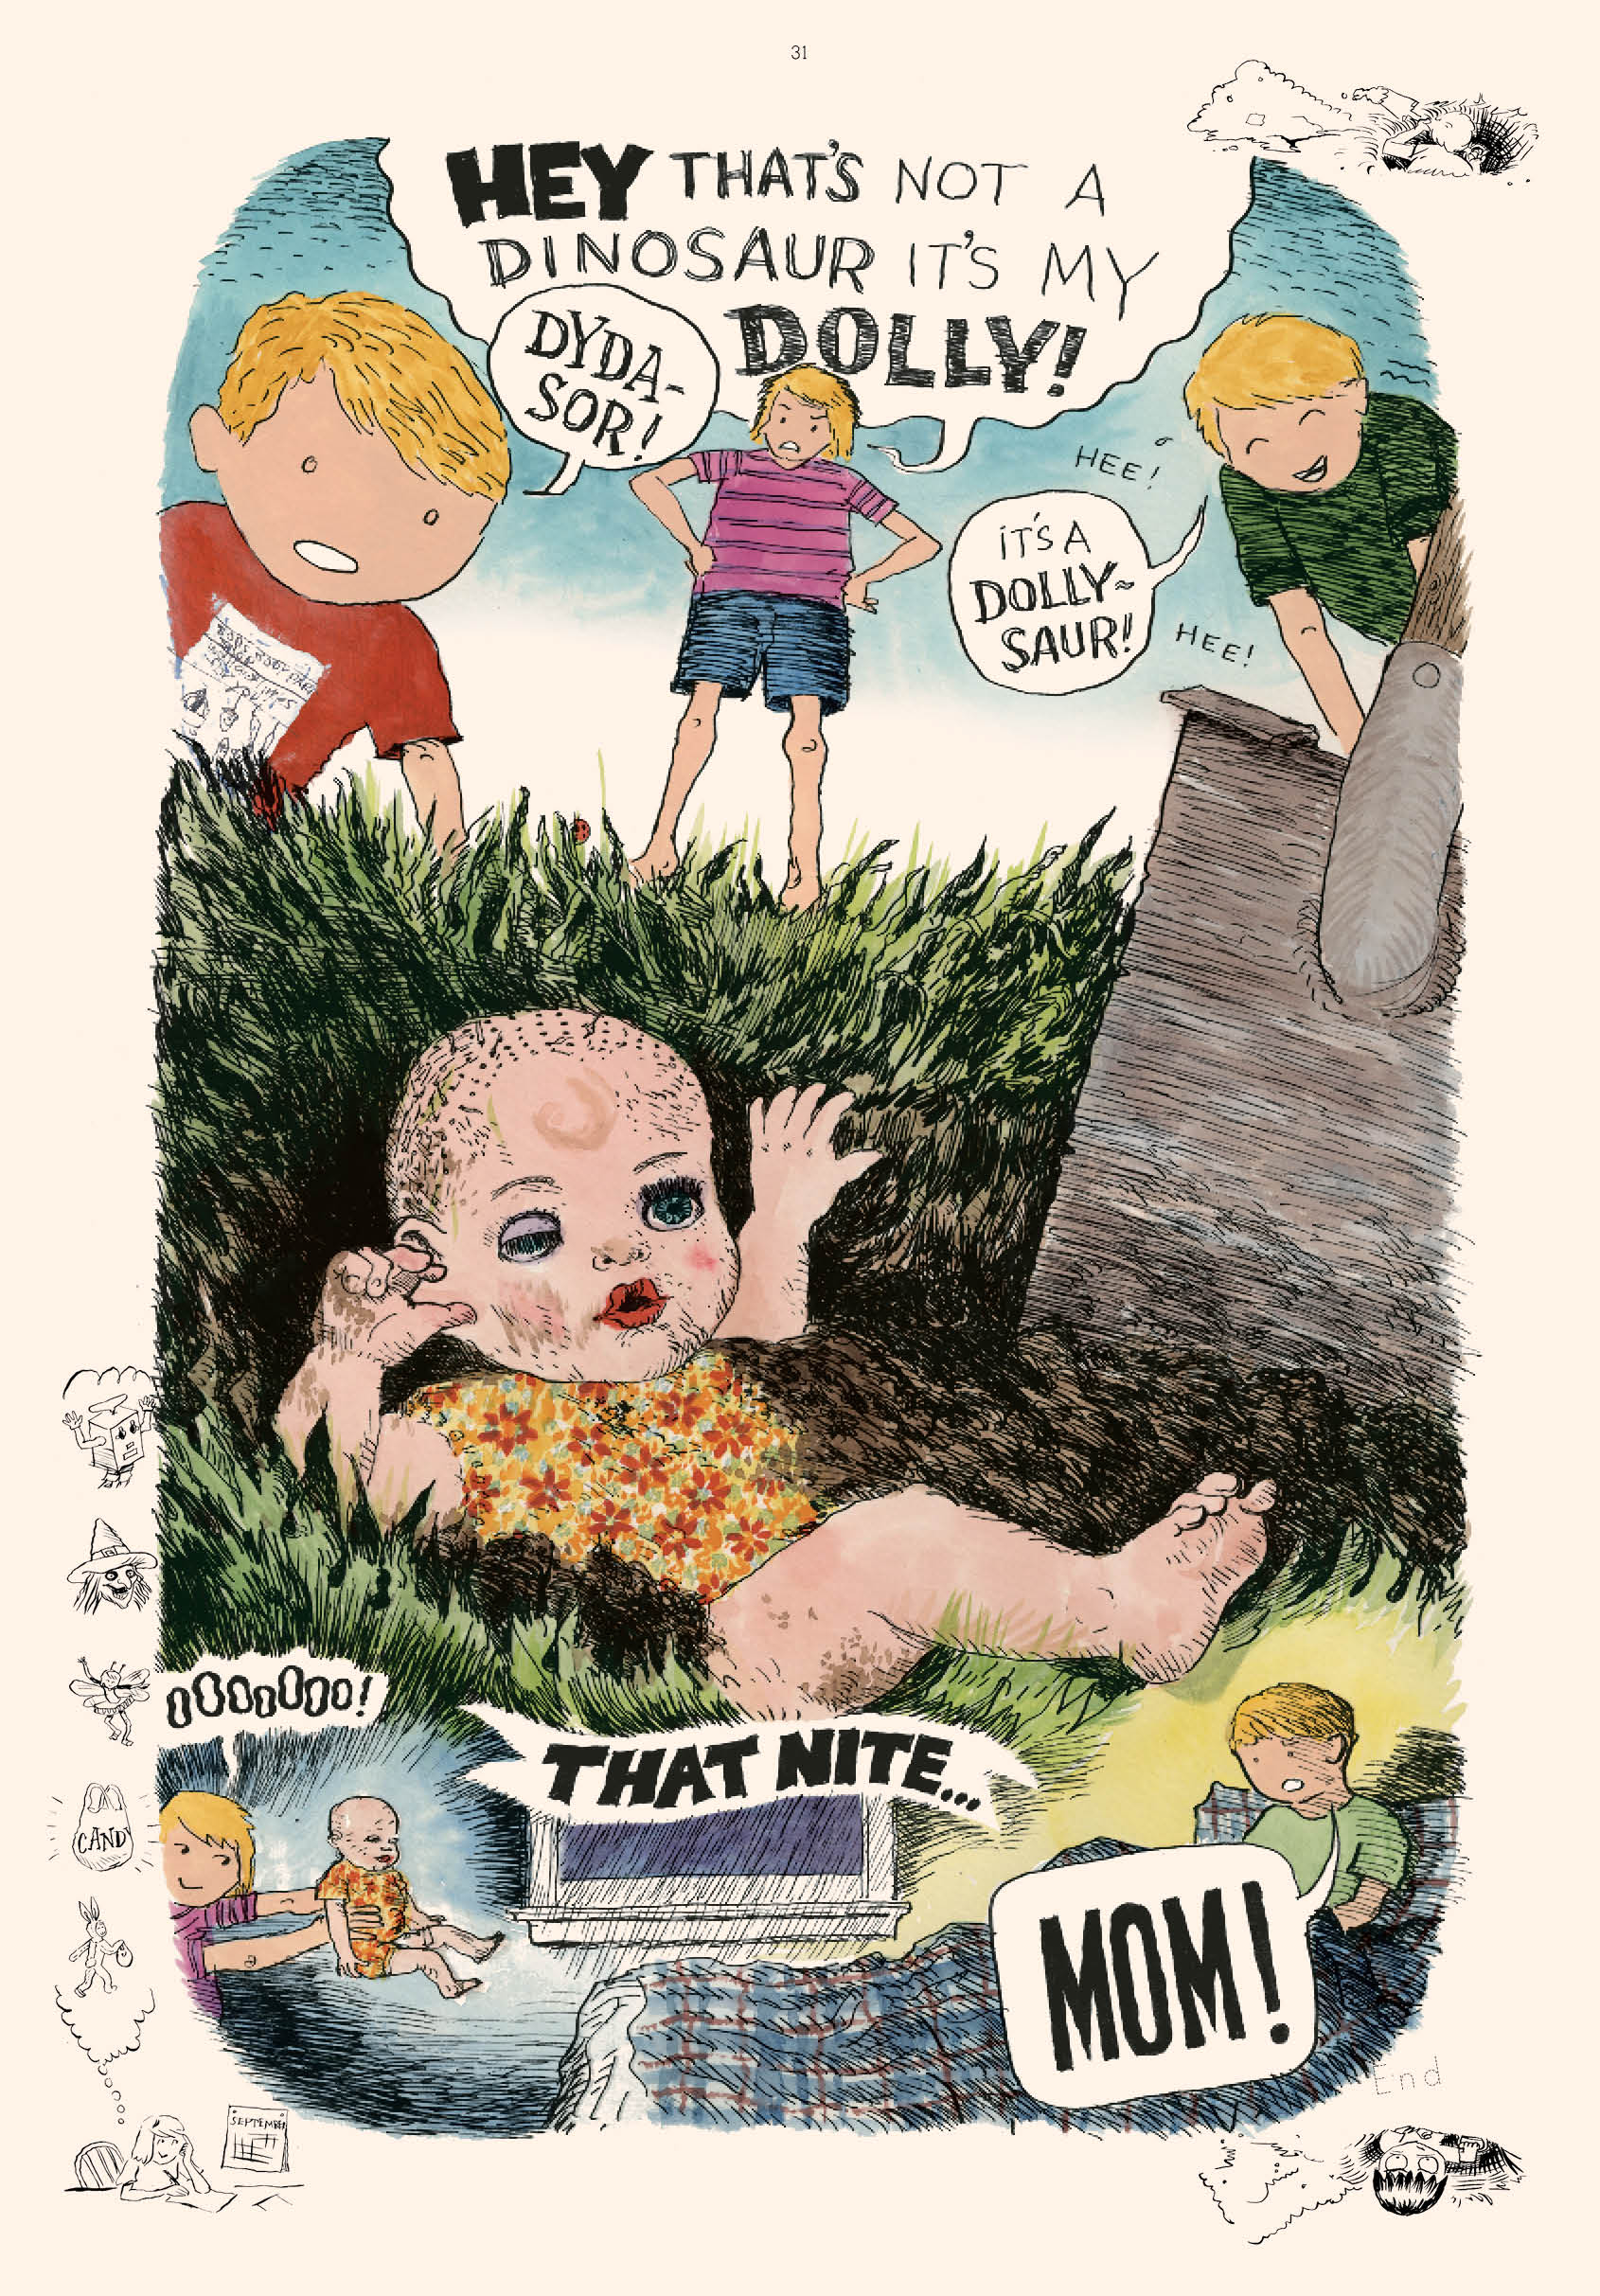 31
HEY THAT'S NOT A
DINOSAUR IT'S MY
DOLLY!
DYDA-
SOR!
HEE!
IT'S A
DOLLY-
SAUR!
HEE!
OOOOOOO!
THAT NITE...
CANDY
MOM!
End
SEPTEMBER